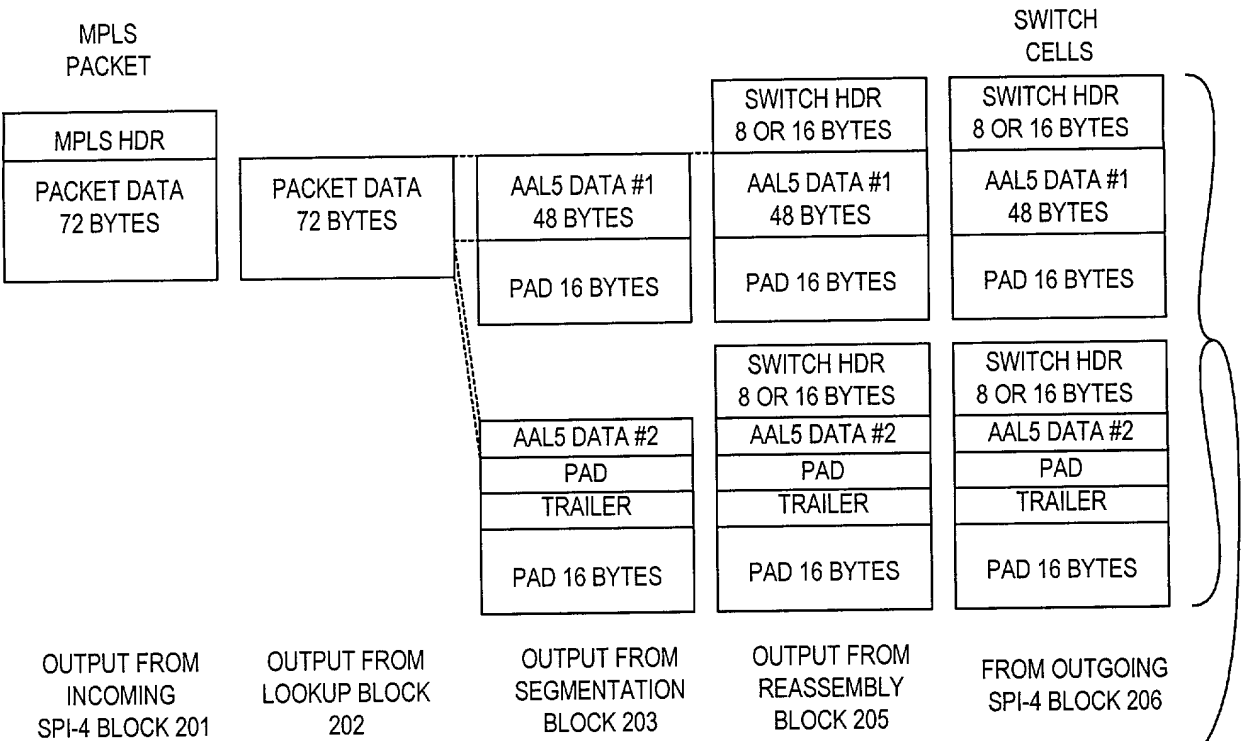 MPLS
PACKET
MPLS HDR
PACKET DATA
72 BYTES
OUTPUT FROM
INCOMING
SPI-4 BLOCK 201
PACKET DATA
72 BYTES
OUTPUT FROM
LOOKUP BLOCK
202
AAL5 DATA #1
48 BYTES
PAD 16 BYTES
AAL5 DATA #2
PAD
TRAILER
PAD 16 BYTES
OUTPUT FROM
SEGMENTATION
BLOCK 203
SWITCH HDR
8 OR 16 BYTES
AAL5 DATA #1
48 BYTES
PAD 16 BYTES
SWITCH HDR
8 OR 16 BYTES
AAL5 DATA #2
PAD
TRAILER
PAD 16 BYTES
OUTPUT FROM
REASSEMBLY
BLOCK 205
SWITCH
CELLS
SWITCH HDR
8 OR 16 BYTES
AAL5 DATA #1
48 BYTES
PAD 16 BYTES
SWITCH HDR
8 OR 16 BYTES
AAL5 DATA #2
PAD
TRAILER
PAD 16 BYTES
FROM OUTGOING
SPI-4 BLOCK 206